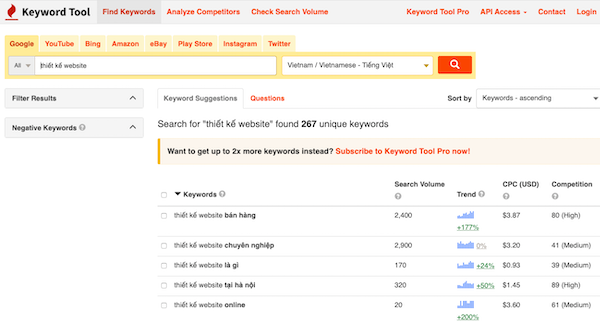 Keyword Tool Find Keywords Analyze Competitors Check Search Volume Keyword Tool Pro API Access Contact Login
Google YouTube Bing Amazon eBay Play Store Instagram Twitter
All thiết kế website Vietnam / Vietnamese - Tiếng Việt
Filter Results
Negative Keywords
Keyword Suggestions Questions Sort by Keywords - ascending
Search for "thiết kế website" found 267 unique keywords
Want to get up to 2x more keywords instead? Subscribe to Keyword Tool Pro now!
Keywords Search Volume Trend CPC (USD) Competition
thiết kế website bán hàng 2,400 +177% $3.87 80 (High)
thiết kế website chuyên nghiệp 2,900 0% $3.20 41 (Medium)
thiết kế website là gì 170 +24% $0.93 39 (Medium)
thiết kế website tại hà nội 320 +50% $1.45 89 (High)
thiết kế website online 20 +200% $3.60 61 (Medium)